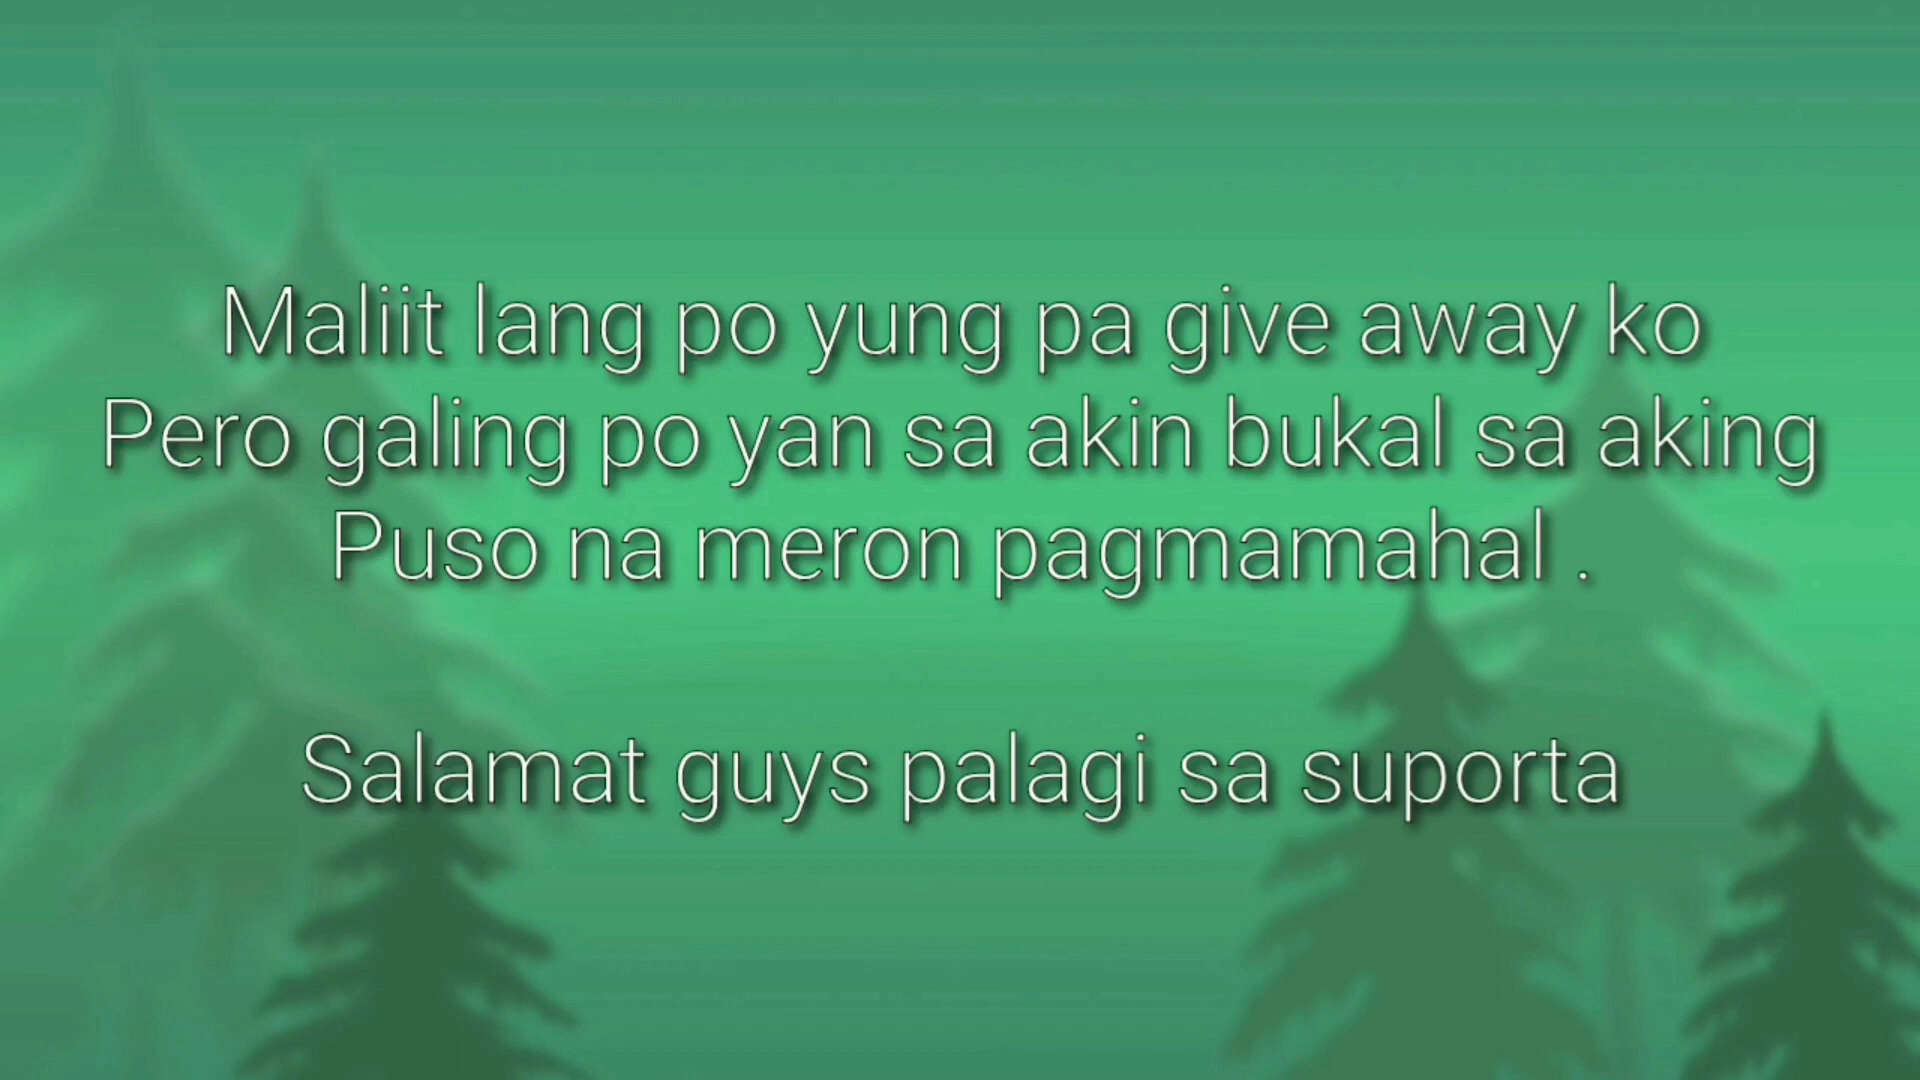 Maliit lang po yung pa give away ko
Pero galing po yan sa akin bukal sa aking
Puso na meron pagmamahal .
Salamat guys palagi sa suporta